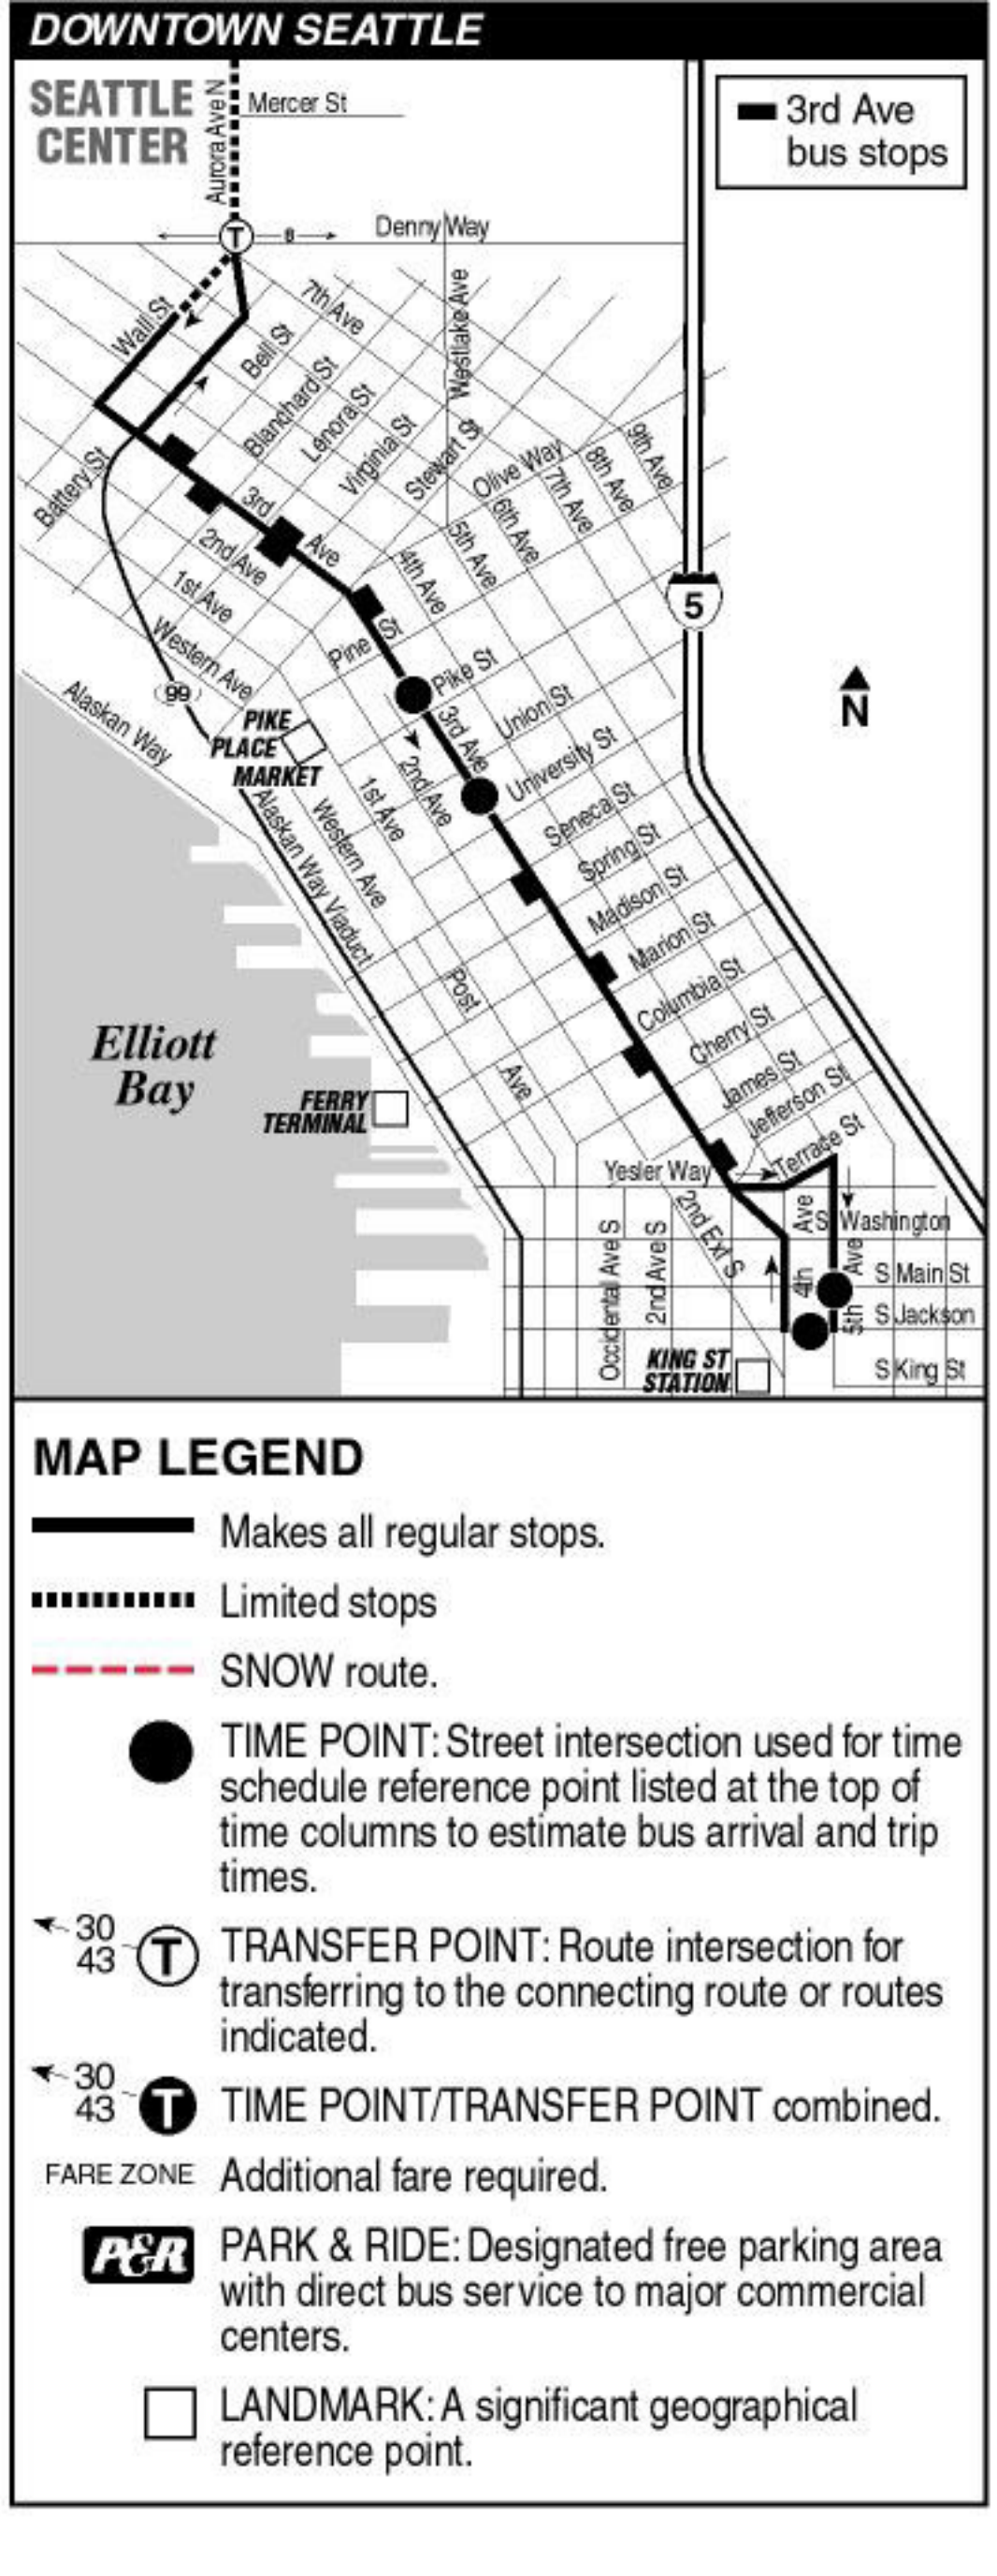 DOWNTOWN SEATTLE
SEATTLE
CENTER
Aurora Ave N
Mercer St
3rd Ave
bus stops
T
8
Denny Way
Westlake Ave
Wall St
7th Ave
Bell St
Blanchard St
Lenora St
Virginia St
Stewart St
Olive Way
9th Ave
8th Ave
7th Ave
6th Ave
5th Ave
4th Ave
Battery St
3rd
Ave
2nd Ave
1st Ave
Western Ave
Pine St
Pike St
5
N
99
Alaskan Way
PIKE
PLACE
MARKET
3rd Ave
2nd Ave
1st Ave
Western Ave
Alaskan Way Viaduct
Union St
University St
Seneca St
Spring St
Madison St
Marion St
Columbia St
Cherry St
James St
Jefferson St
Terrace St
Post
Ave
Elliott
Bay
FERRY
TERMINAL
Yesler Way
2nd Ext S
Occidental Ave S
2nd Ave S
4th Ave S
5th Ave
Washington
S Main St
S Jackson
S King St
KING ST
STATION
MAP LEGEND
Makes all regular stops.
Limited stops
SNOW route.
TIME POINT: Street intersection used for time
schedule reference point listed at the top of
time columns to estimate bus arrival and trip
times.
30
43 T
TRANSFER POINT: Route intersection for
transferring to the connecting route or routes
indicated.
30
43 T
TIME POINT/TRANSFER POINT combined.
FARE ZONE Additional fare required.
P&R
PARK & RIDE: Designated free parking area
with direct bus service to major commercial
centers.
LANDMARK: A significant geographical
reference point.